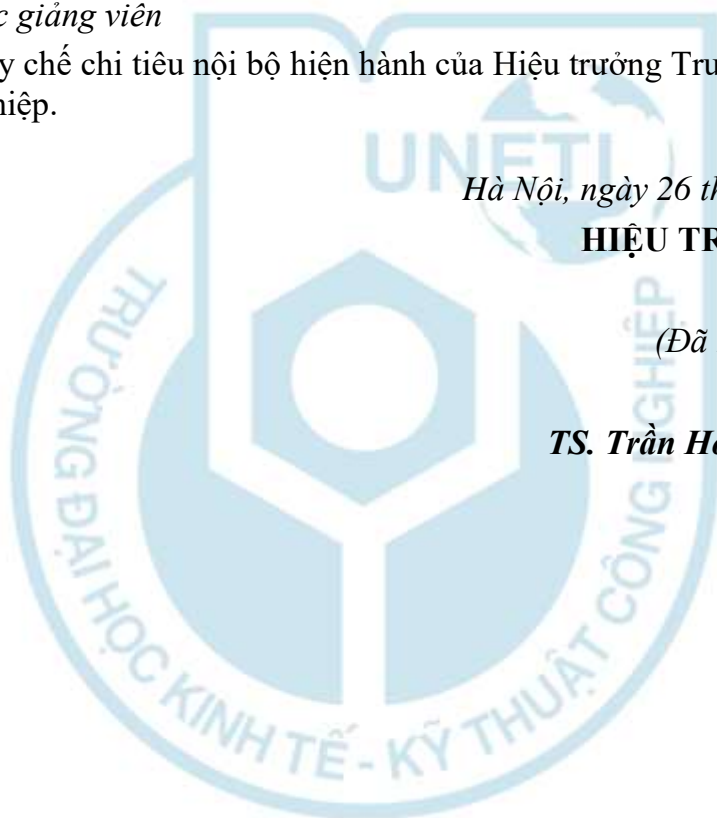 c giảng viên
y chế chi tiêu nội bộ hiện hành của Hiệu trưởng Tru
hiệp.
UNETI
Hà Nội, ngày 26 th
HIỆU TR
(Đã
TS. Trần Ho
TRƯỜNG ĐẠI HỌC KINH TẾ - KỸ THUẬT CÔNG NGHIỆP